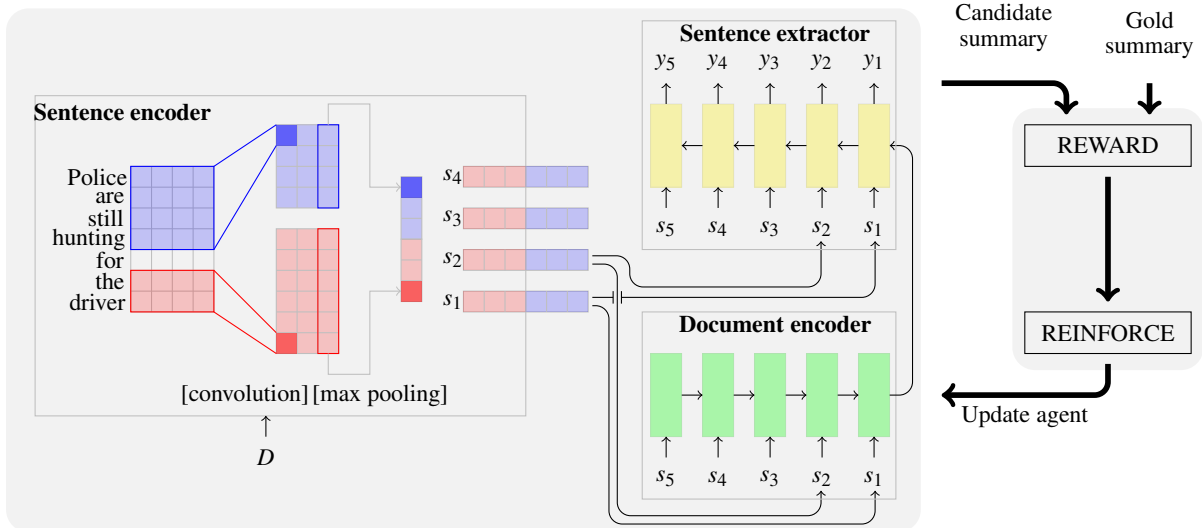 Sentence encoder
Police
are
still
hunting
for
the
driver
[convolution] [max pooling]
D
s4
s3
s2
s1
Sentence extractor
y5 y4 y3 y2 y1
s5 s4 s3 s2 s1
Document encoder
s5 s4 s3 s2 s1
Candidate
summary
Gold
summary
REWARD
REINFORCE
Update agent